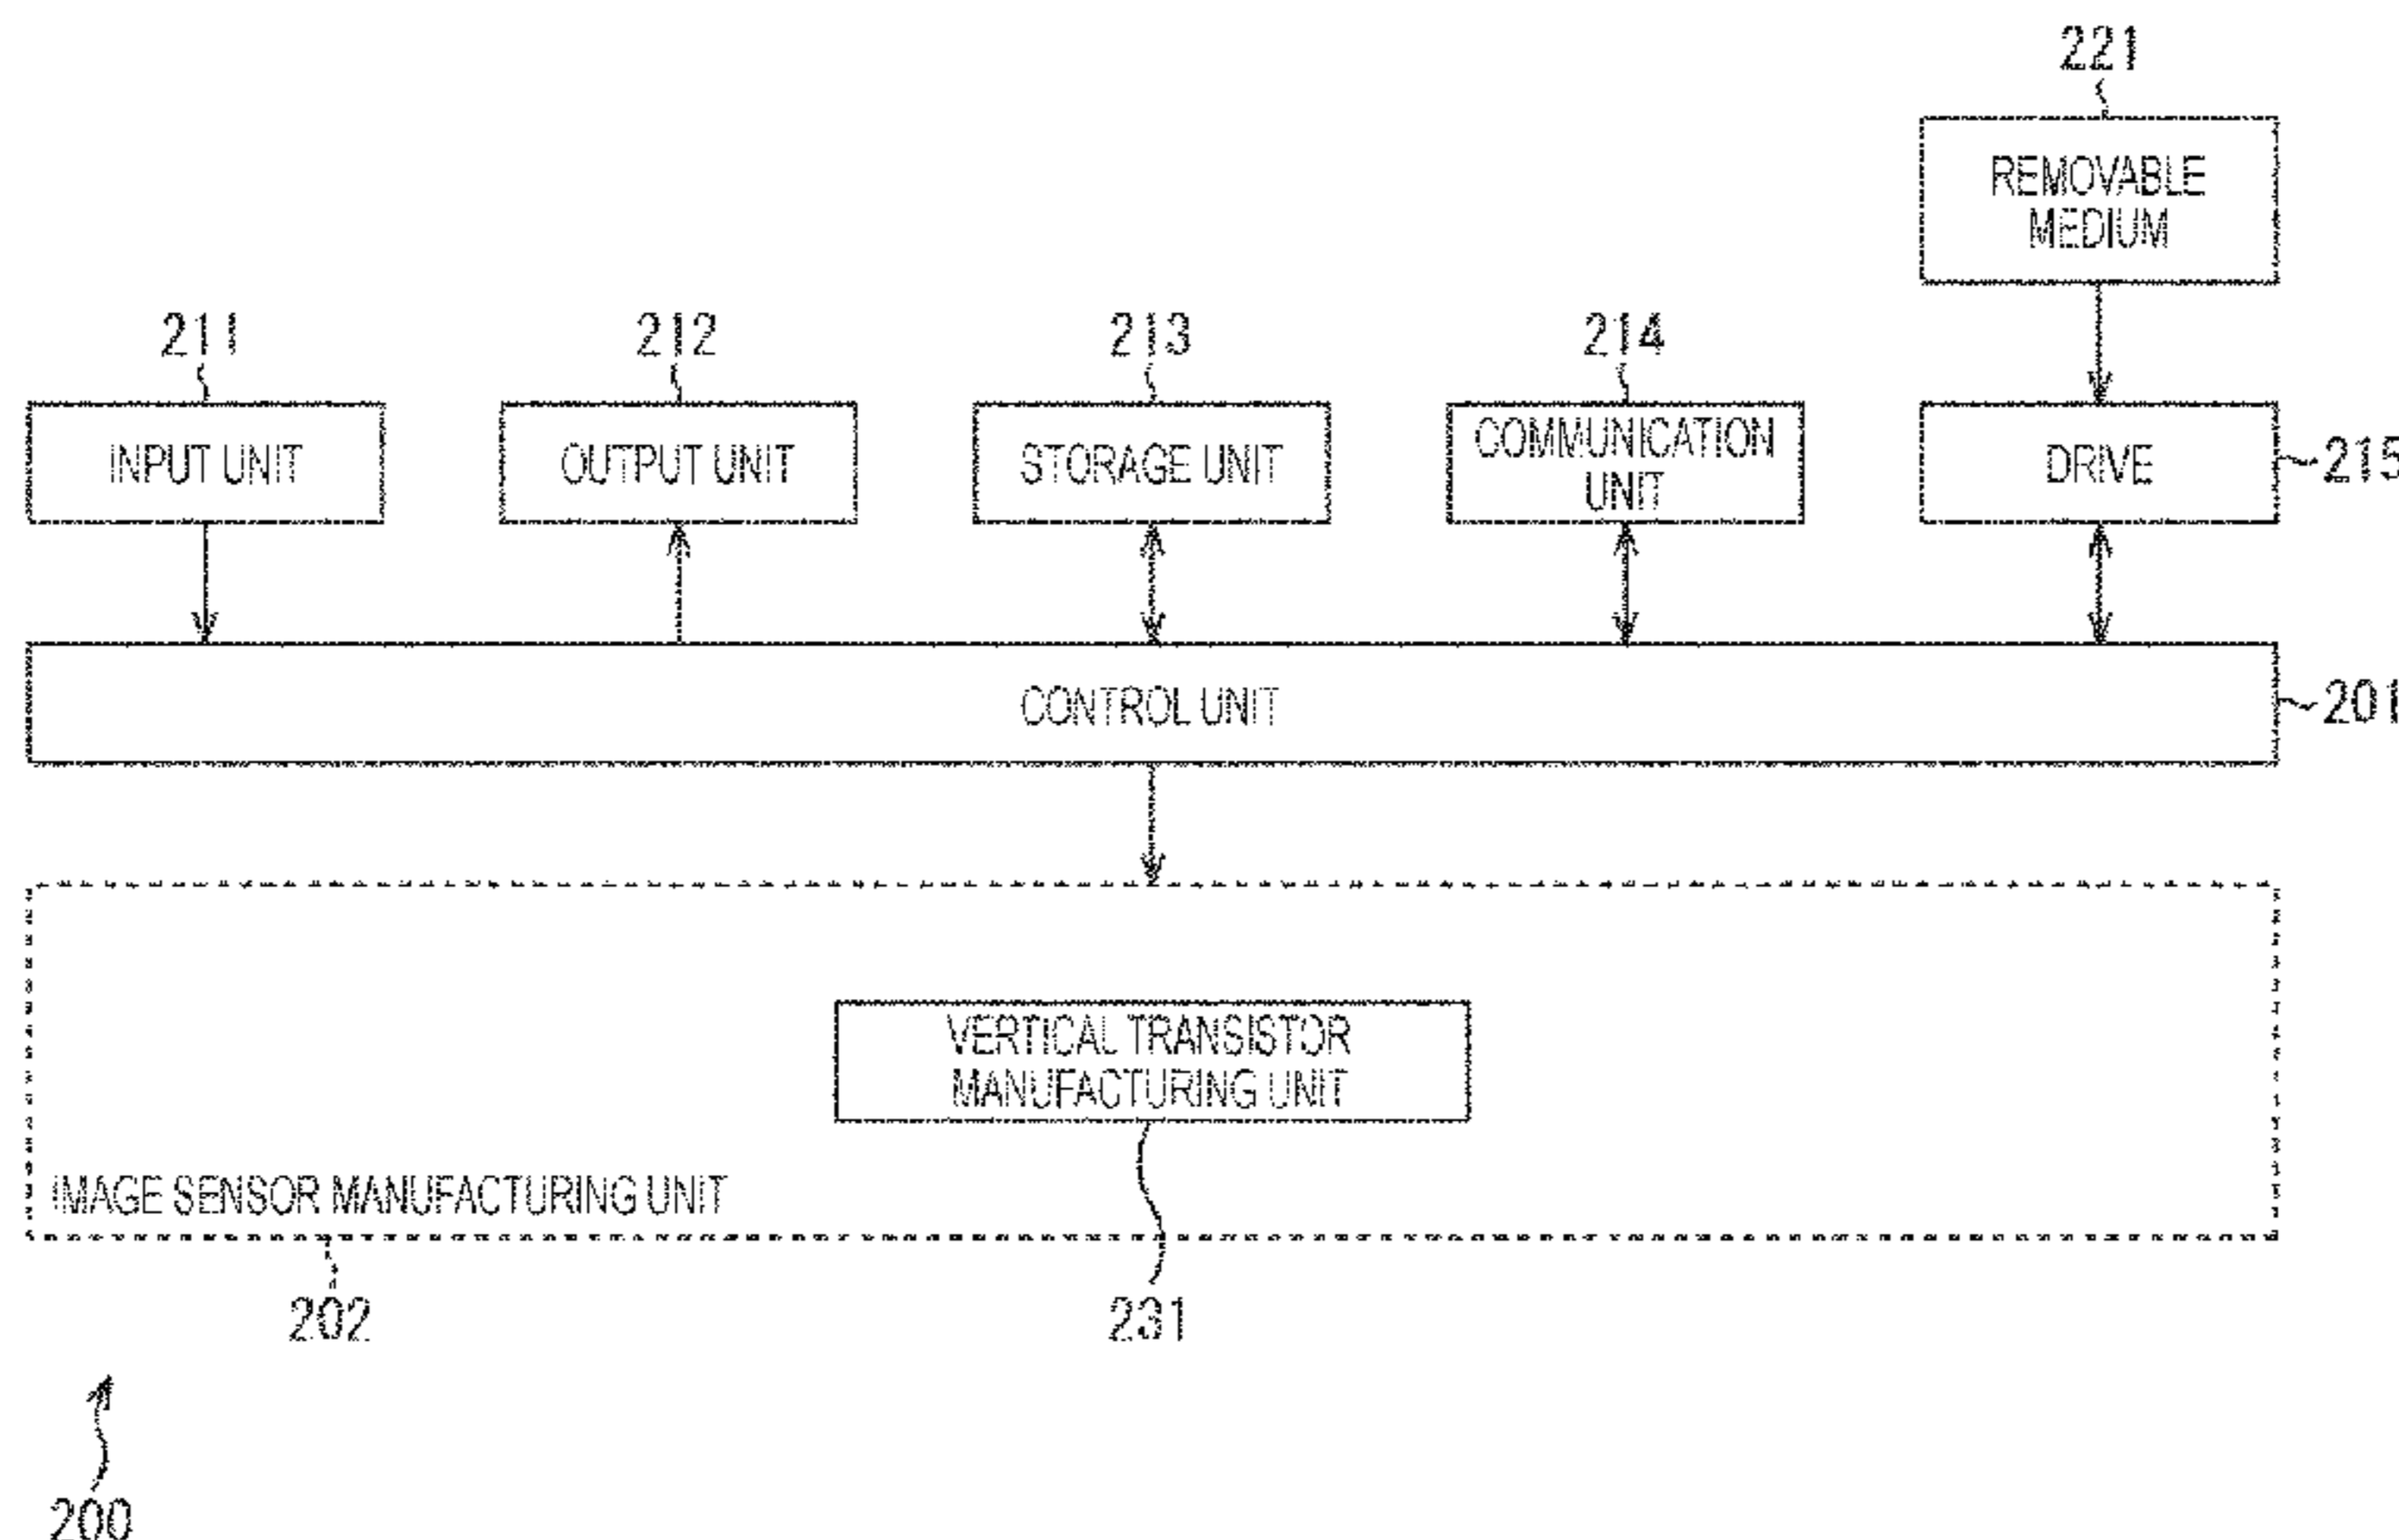 221
REMOVABLE
MEDIUM
211
212
213
214
INPUT UNIT
OUTPUT UNIT
STORAGE UNIT
COMMUNICATION
UNIT
DRIVE
215
CONTROL UNIT
201
VERTICAL TRANSISTOR
MANUFACTURING UNIT
IMAGE SENSOR MANUFACTURING UNIT
202
231
200